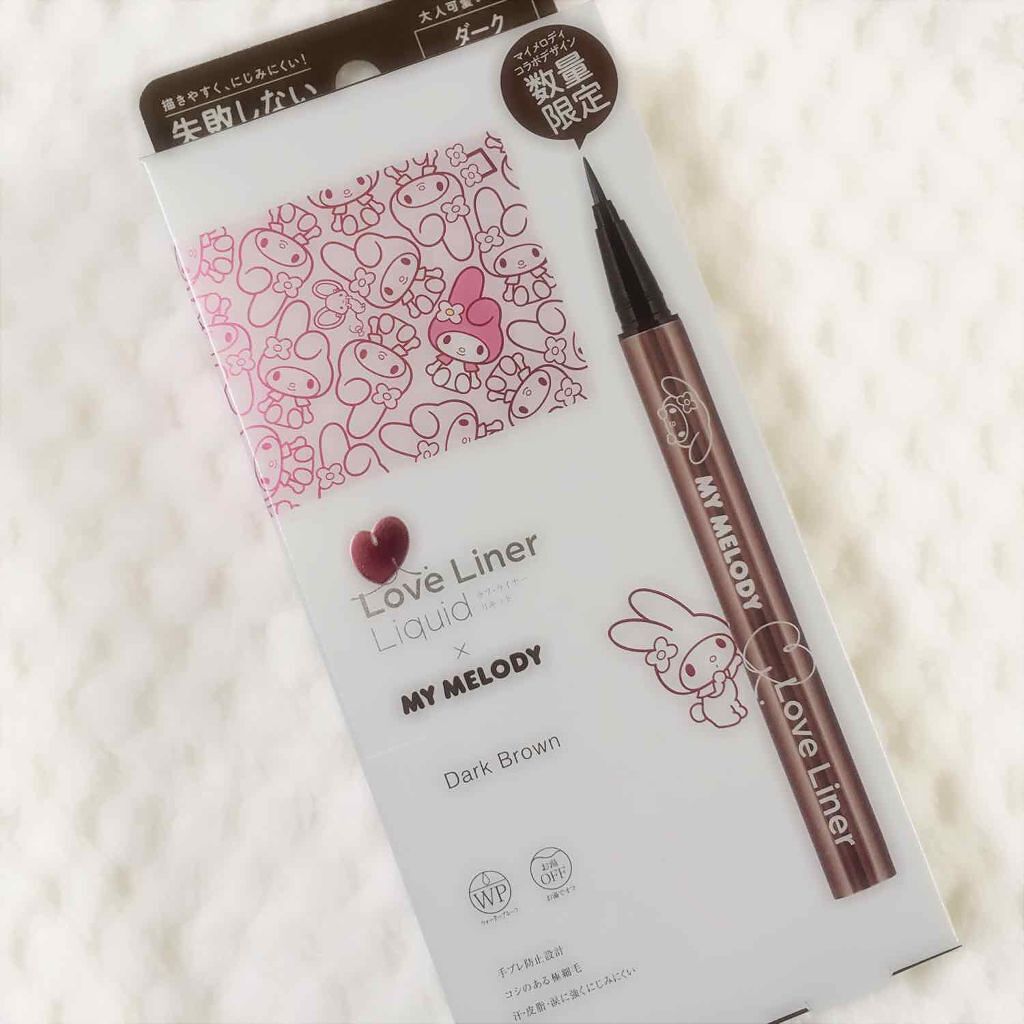 大人可愛
ダーク
描きやすく、にじみにくい!
失敗しない
マイメロディ
コラボデザイン
数量
限定
Love Liner
Liquid
ラブ・ライナー
リキッド
×
MY MELODY
Dark Brown
MY MELODY
Love Liner
WP
ウォータープルーフ
お湯
OFF
お湯でオフ
手ブレ防止設計
コシのある極細毛
汗・皮脂・涙に強くにじみにくい